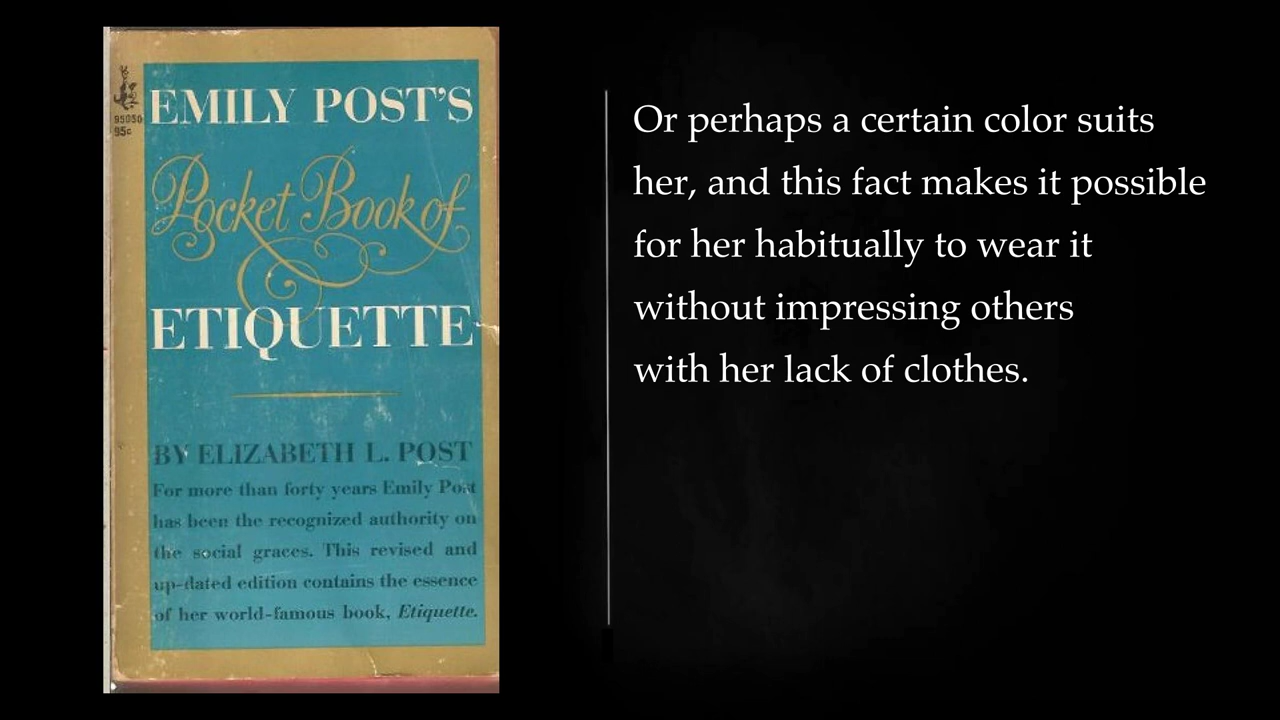 95050
95c
EMILY POST'S
Pocket Book of
ETIQUETTE
BY ELIZABETH L. POST
For more than forty years Emily Post
has been the recognized authority on
the social graces. This revised and
up-dated edition contains the essence
of her world-famous book, Etiquette.
Or perhaps a certain color suits
her, and this fact makes it possible
for her habitually to wear it
without impressing others
with her lack of clothes.